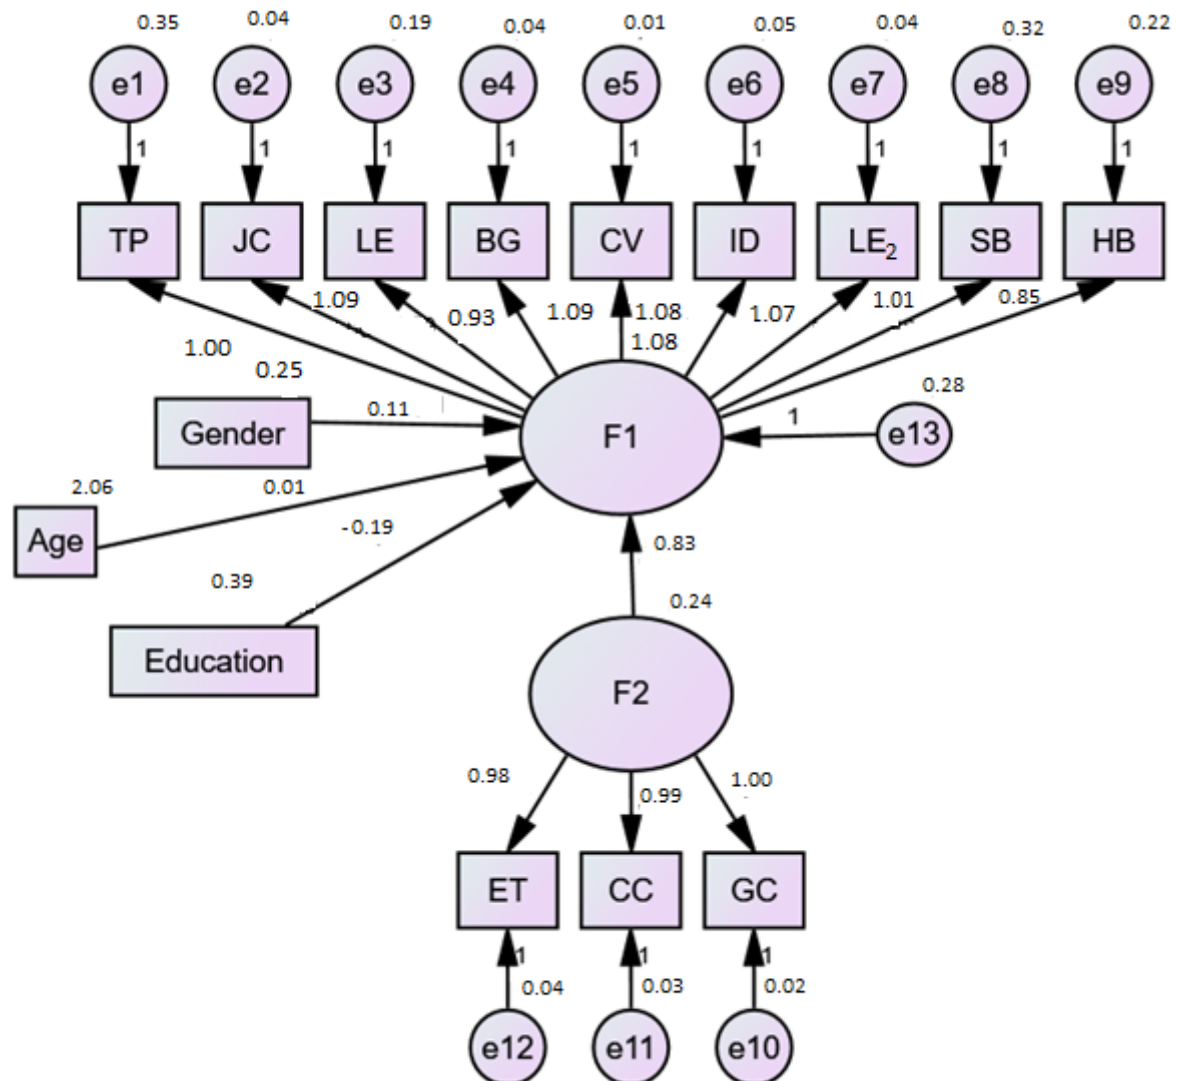 0.35 0.04 0.19 0.04 0.01 0.05 0.04 0.32 0.22
e1 e2 e3 e4 e5 e6 e7 e8 e9
1 1 1 1 1 1 1 1 1
TP JC LE BG CV ID LE2 SB HB
1.09 0.93 1.09 1.08 1.07 1.01 0.85
1.00 1.08
0.25
0.11 1 0.28
Gender F1 e13
2.06 0.01
Age -0.19 0.83
0.39 0.24
Education F2
0.98 0.99 1.00
ET CC GC
1 1 1
0.04 0.03 0.02
e12 e11 e10